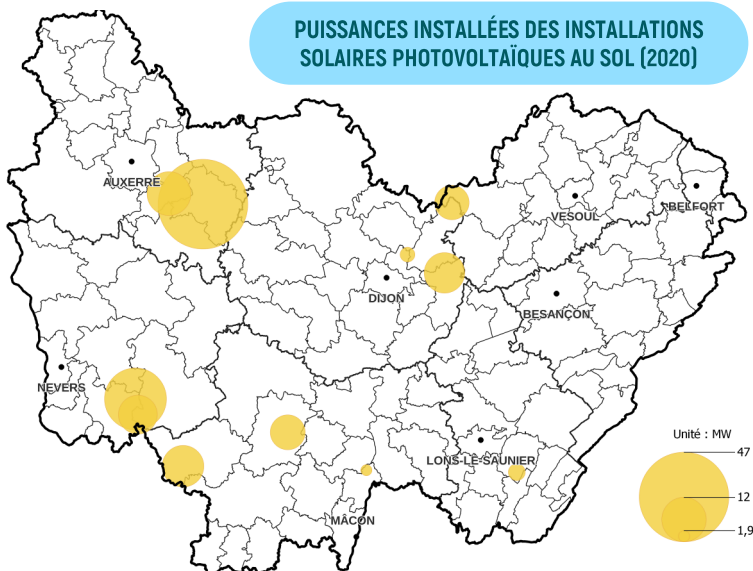 PUISSANCES INSTALLÉES DES INSTALLATIONS
SOLAIRES PHOTOVOLTAÏQUES AU SOL (2020)
AUXERRE
VESOUL
BELFORT
DIJON
BESANÇON
NEVERS
LONS-LE-SAUNIER
MÂCON
Unité : MW
47
12
1,9